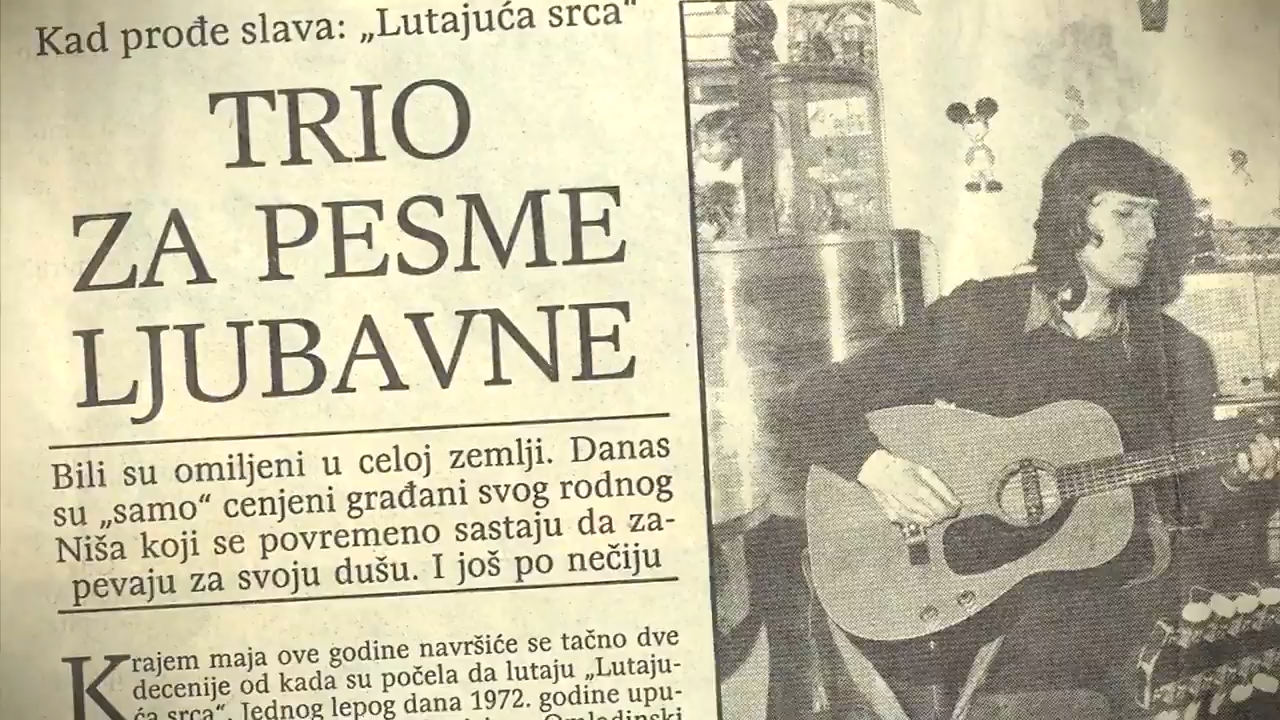 Kad prođe slava: „Lutajuća srca“
TRIO
ZA PESME
LJUBAVNE
Bili su omiljeni u celoj zemlji. Danas
su „samo“ cenjeni građani svog rodnog
Niša koji se povremeno sastaju da za-
pevaju za svoju dušu. I još po nečiju
Krajem maja ove godine navršiće se tačno dve
decenije od kada su počela da lutaju „Lutaju-
ća srca“. Jednog lepog dana 1972. godine upu-
Omladinski